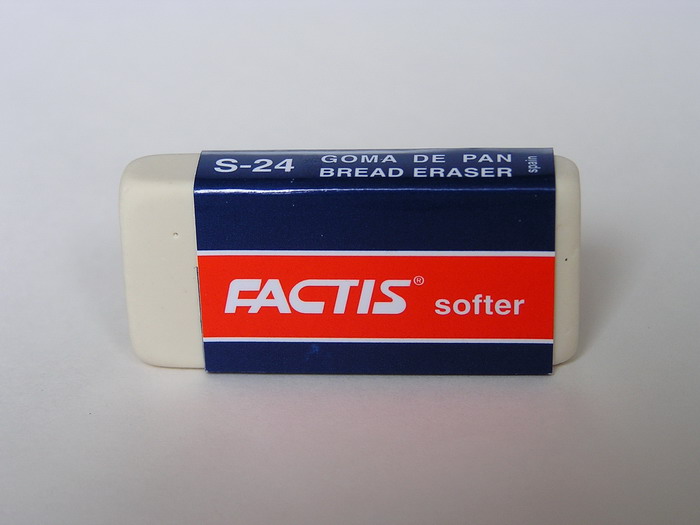 S-24 GOMA DE PAN spain
BREAD ERASER
FACTIS® softer